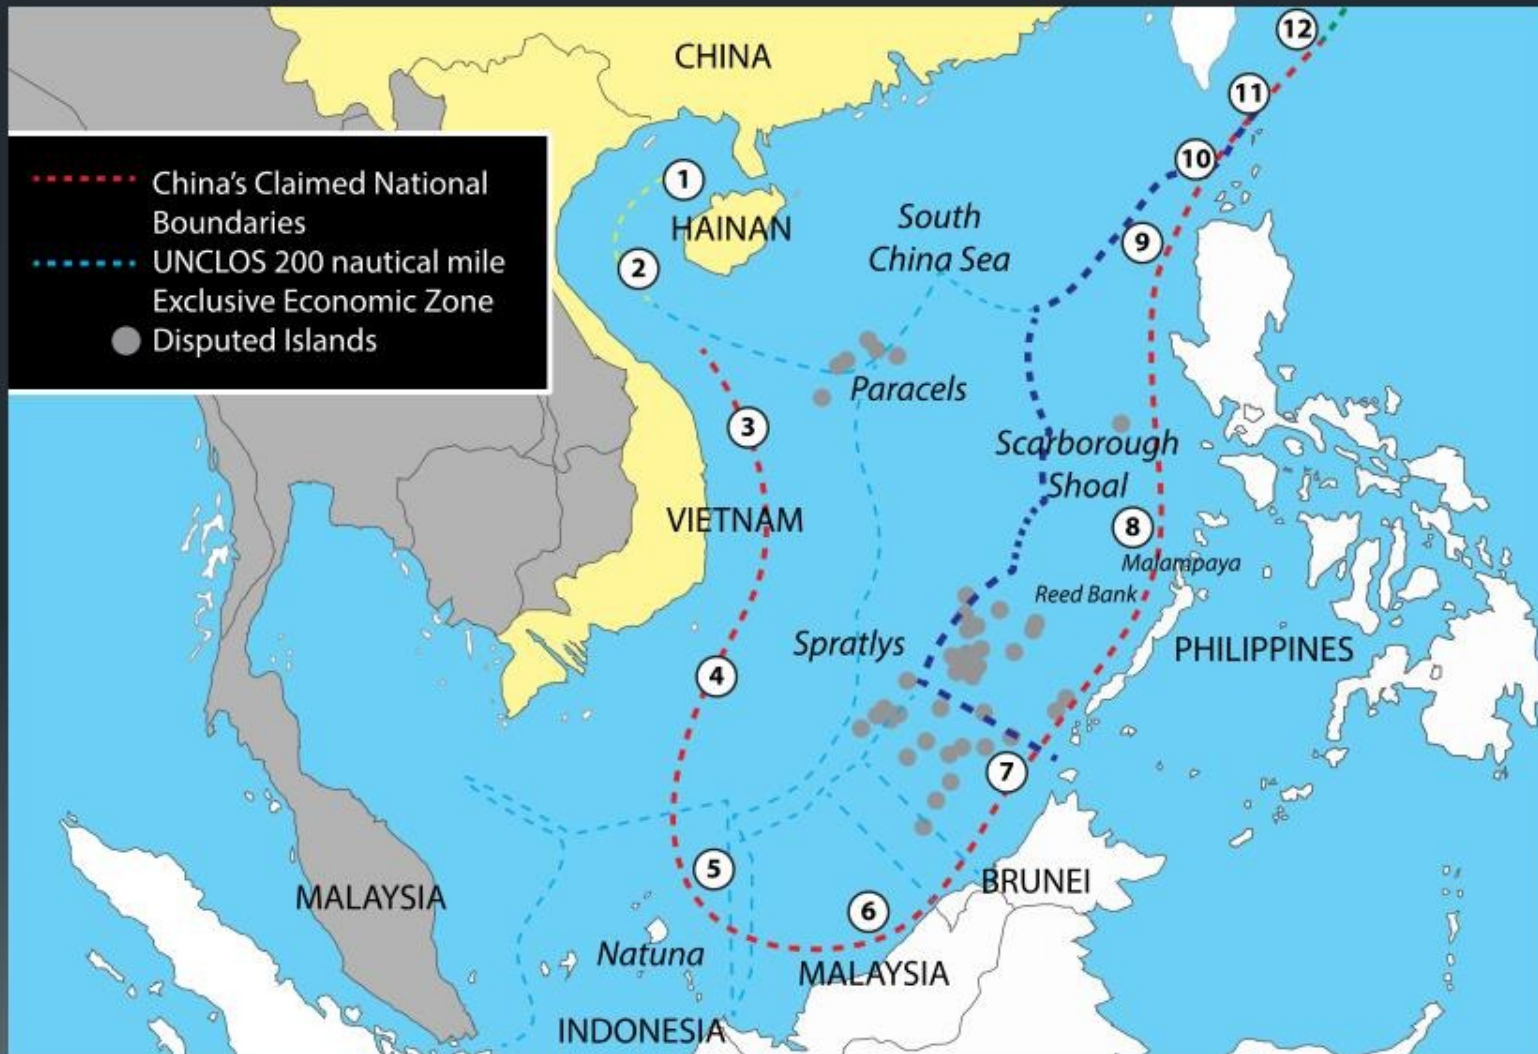 12
CHINA
11
China's Claimed National
Boundaries
UNCLOS 200 nautical mile
Exclusive Economic Zone
Disputed Islands
10
1
HAINAN
South
China Sea
9
2
Paracels
3
Scarborough
Shoal
VIETNAM
8
Malampaya
Reed Bank
Spratlys
PHILIPPINES
4
7
5
BRUNEI
MALAYSIA
6
Natuna
MALAYSIA
INDONESIA